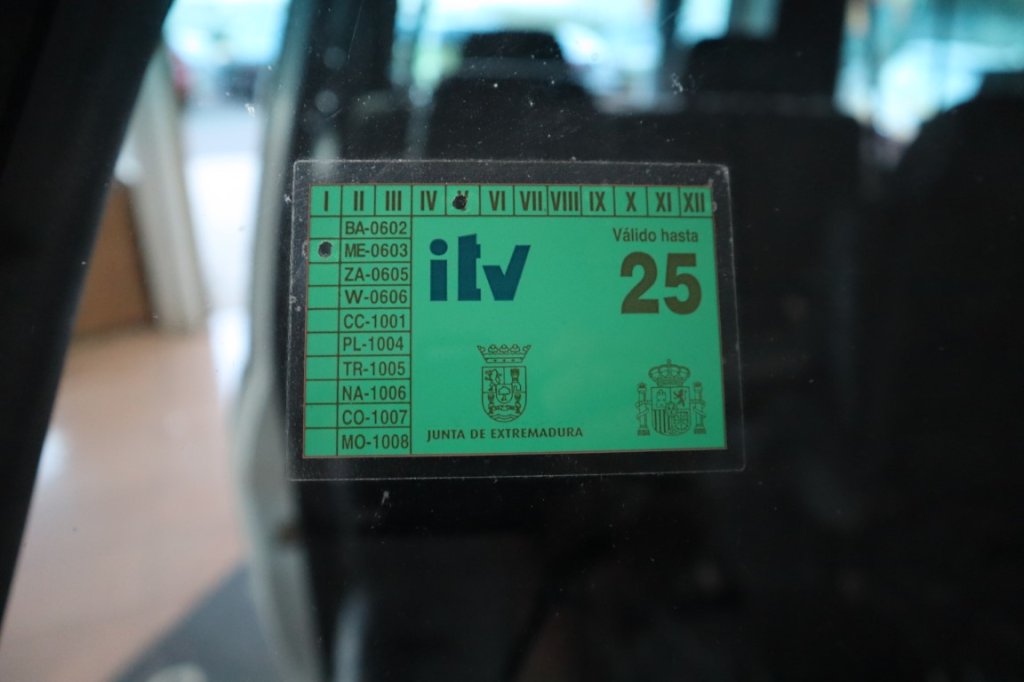 I II III IV V VI VII VIII IX X XI XII
BA-0602
ME-0603
ZA-0605
W-0606
CC-1001
PL-1004
TR-1005
NA-1006
CO-1007
MO-1008
itv
Válido hasta
25
JUNTA DE EXTREMADURA